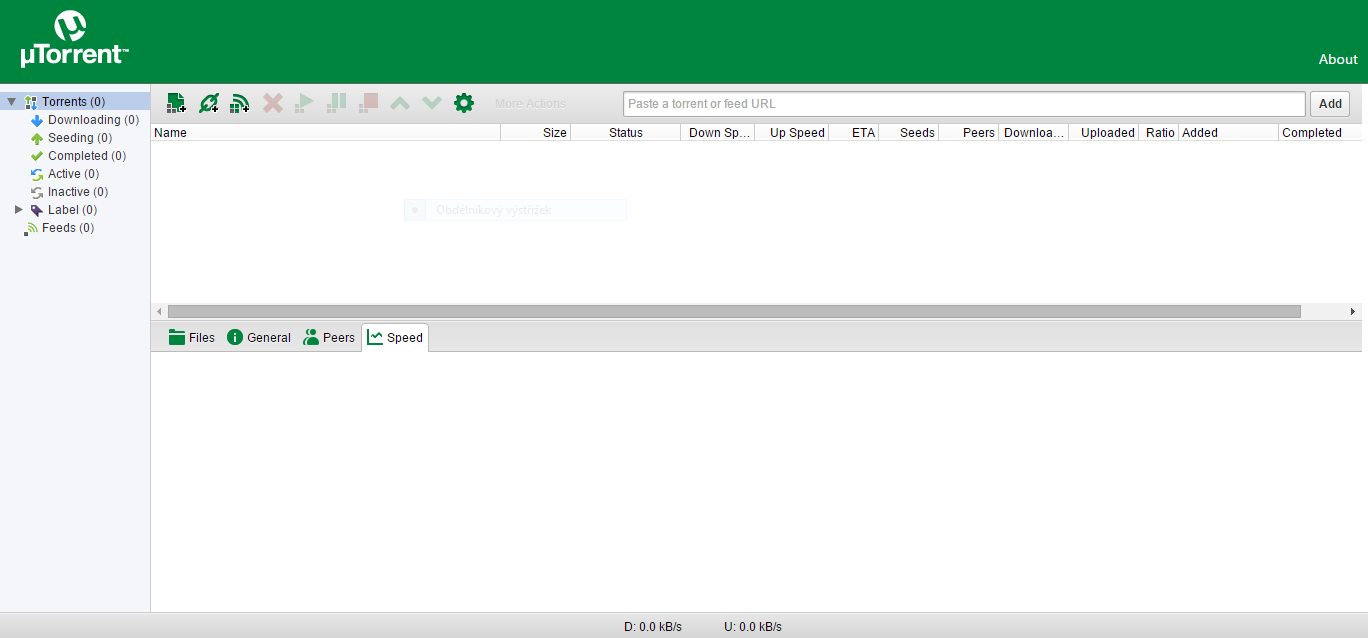 µTorrent™
About
Torrents (0)
Downloading (0)
Seeding (0)
Completed (0)
Active (0)
Inactive (0)
Label (0)
Feeds (0)
More Actions
Paste a torrent or feed URL
Add
Name Size Status Down Sp... Up Speed ETA Seeds Peers Downloa... Uploaded Ratio Added Completed
Obdélníkový výstřižek
Files General Peers Speed
D: 0.0 kB/s U: 0.0 kB/s